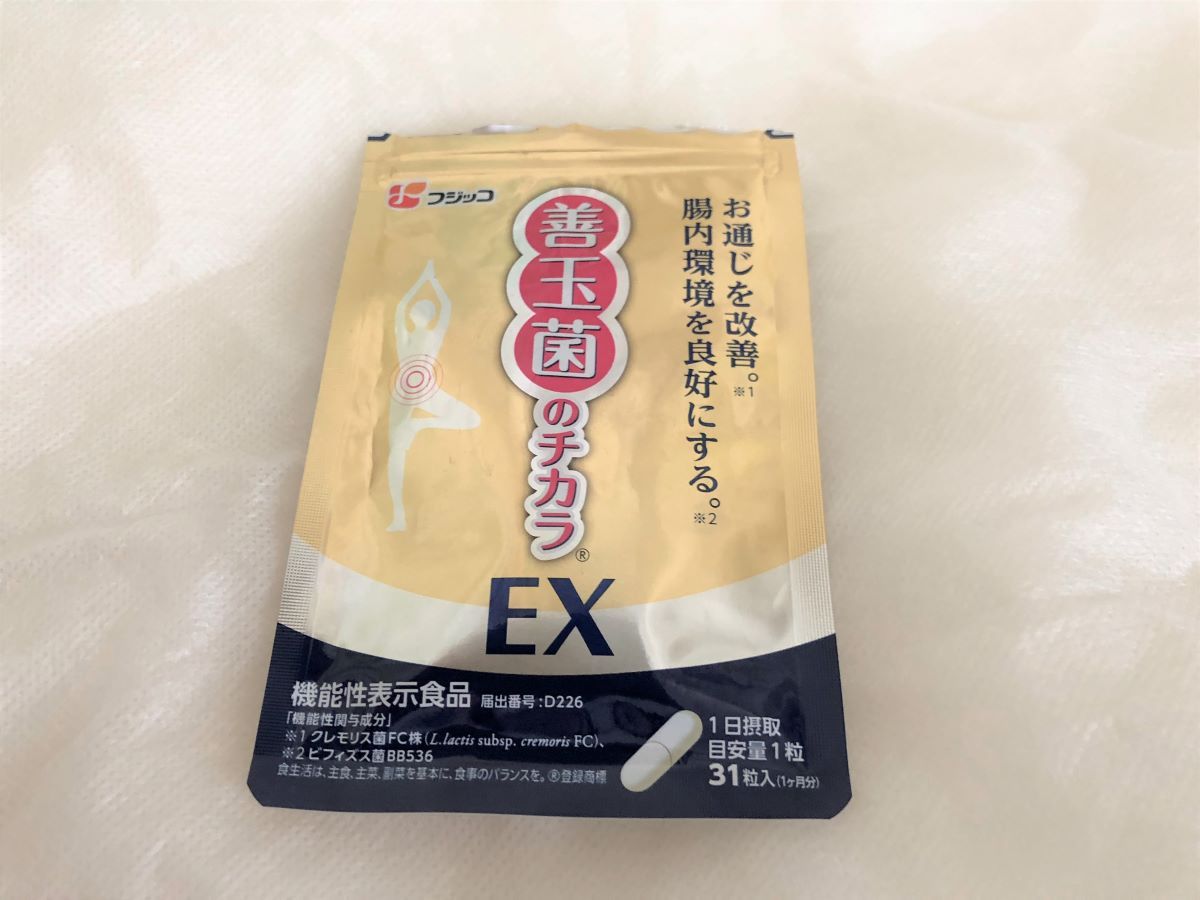 フジッコ
善玉菌のチカラ®
EX
お通じを改善。※1
腸内環境を良好にする。※2
機能性表示食品 届出番号:D226
「機能性関与成分」
※1 クレモリス菌FC株(L.lactis subsp. cremoris FC)、
※2 ビフィズス菌BB536
食生活は、主食、主菜、副菜を基本に、食事のバランスを。®登録商標
1日摂取
目安量1粒
31粒入(1ヶ月分)